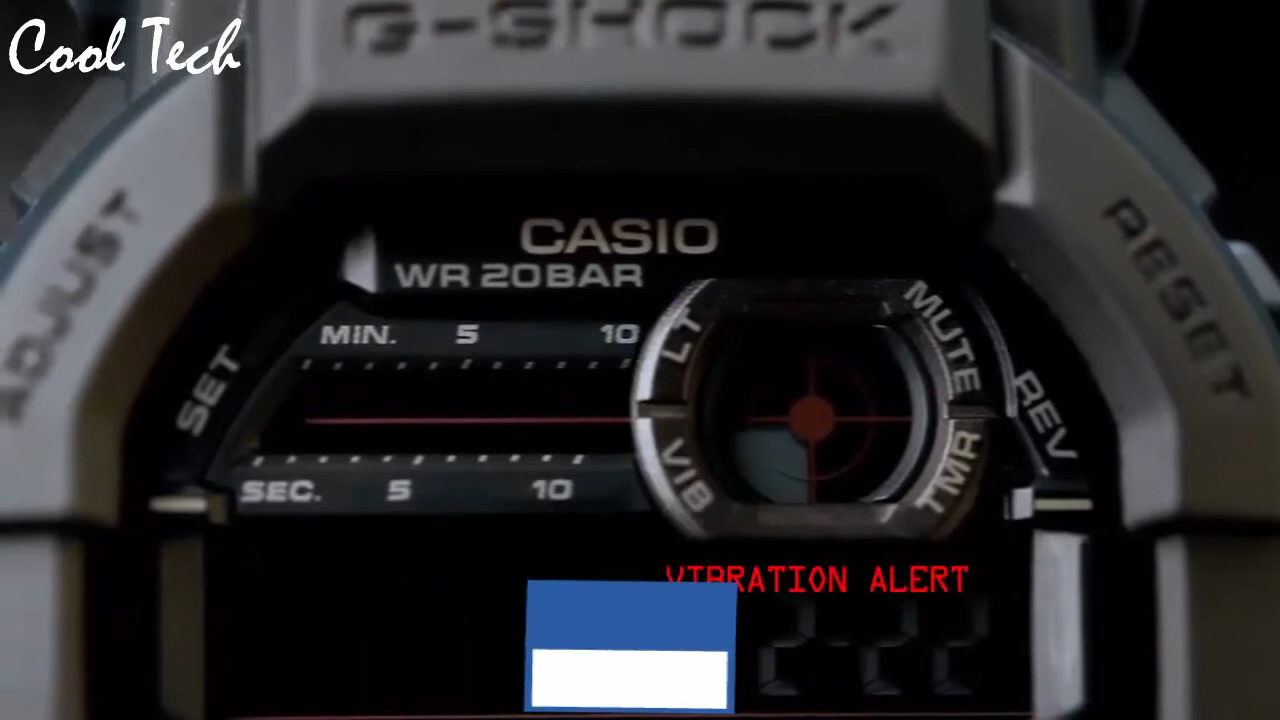 Cool Tech
G-SHOCK
ADJUST
RESET
CASIO
WR 20BAR
MIN. 5 10
LT
MUTE
SET
REV
SEC. 5 10
VIB
TMR
VIBRATION ALERT